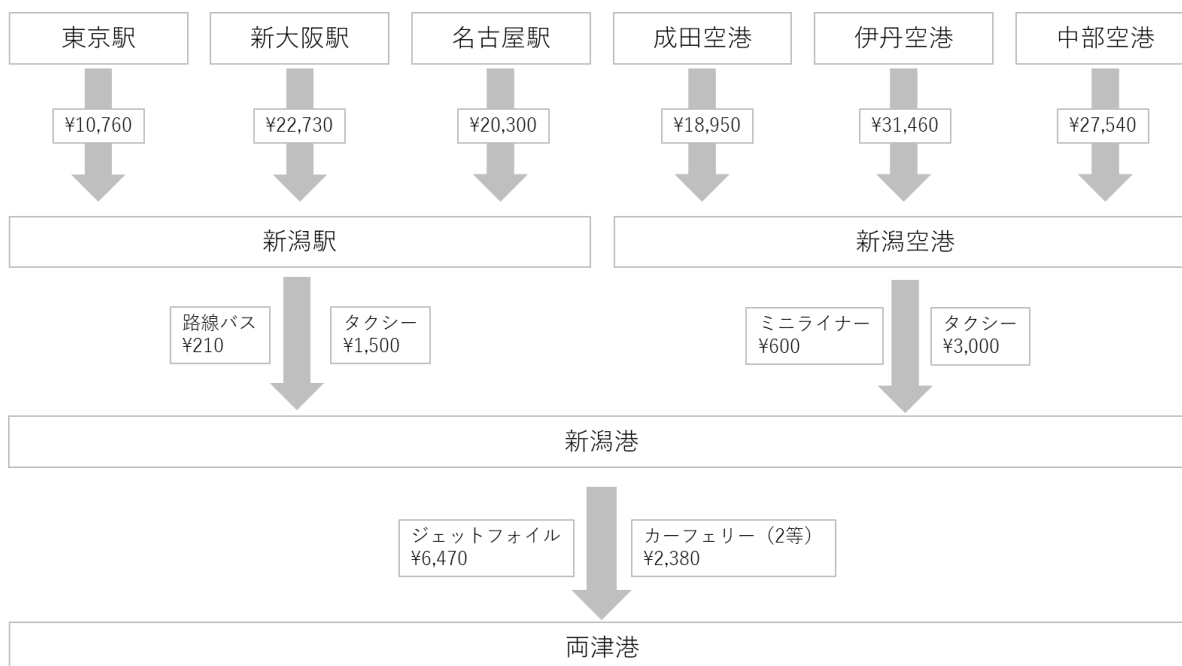 東京駅
新大阪駅
名古屋駅
成田空港
伊丹空港
中部空港
¥10,760
¥22,730
¥20,300
¥18,950
¥31,460
¥27,540
新潟駅
新潟空港
路線バス
¥210
タクシー
¥1,500
ミニライナー
¥600
タクシー
¥3,000
新潟港
ジェットフォイル
¥6,470
カーフェリー（2等）
¥2,380
両津港